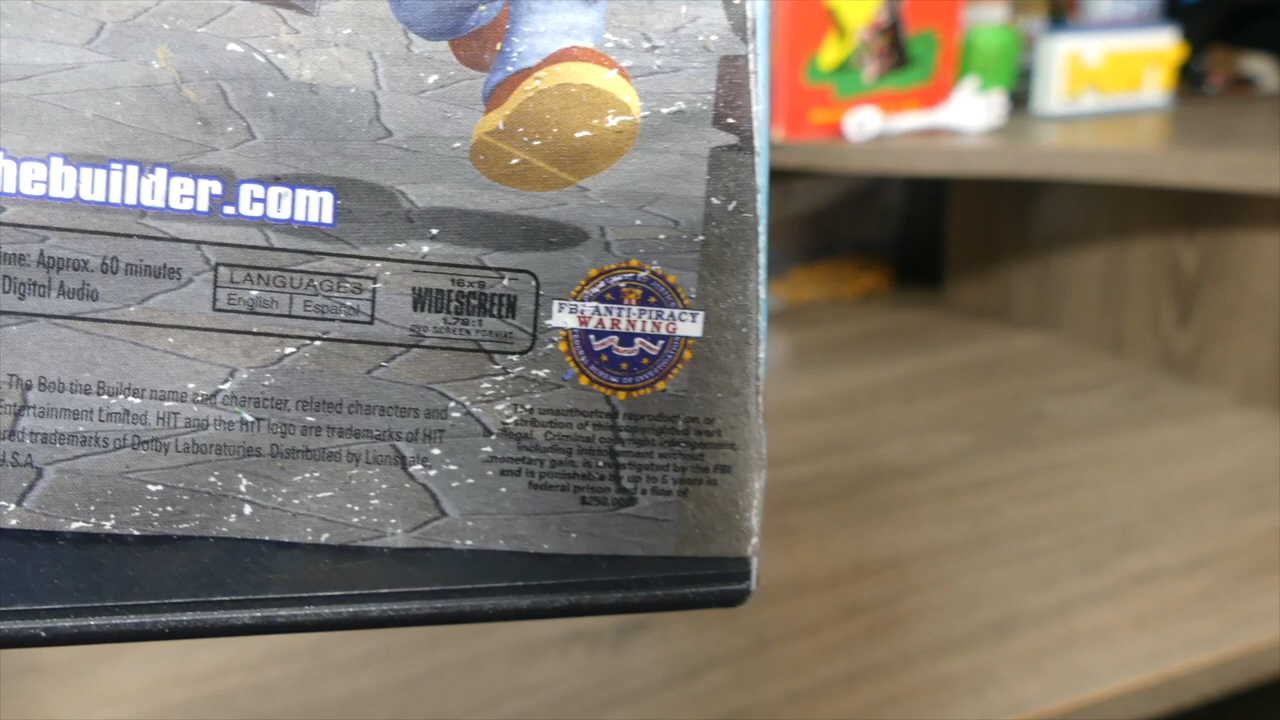 hebuilder.com
ime: Approx. 60 minutes
Digital Audio
LANGUAGES
English | Español
16x9
WIDESCREEN
1.78:1
FBI ANTI-PIRACY
WARNING
The Bob the Builder name and character, related characters and
ntertainment Limited. HIT and the HIT logo are trademarks of HIT
red trademarks of Dolby Laboratories. Distributed by Lionsgate,
U.S.A.
The unauthorized reproduction or
distribution of this copyrighted work
is illegal. Criminal copyright infringement,
including infringement without
monetary gain, is investigated by the FBI
and is punishable by up to 5 years in
federal prison and a fine of
$250,000.